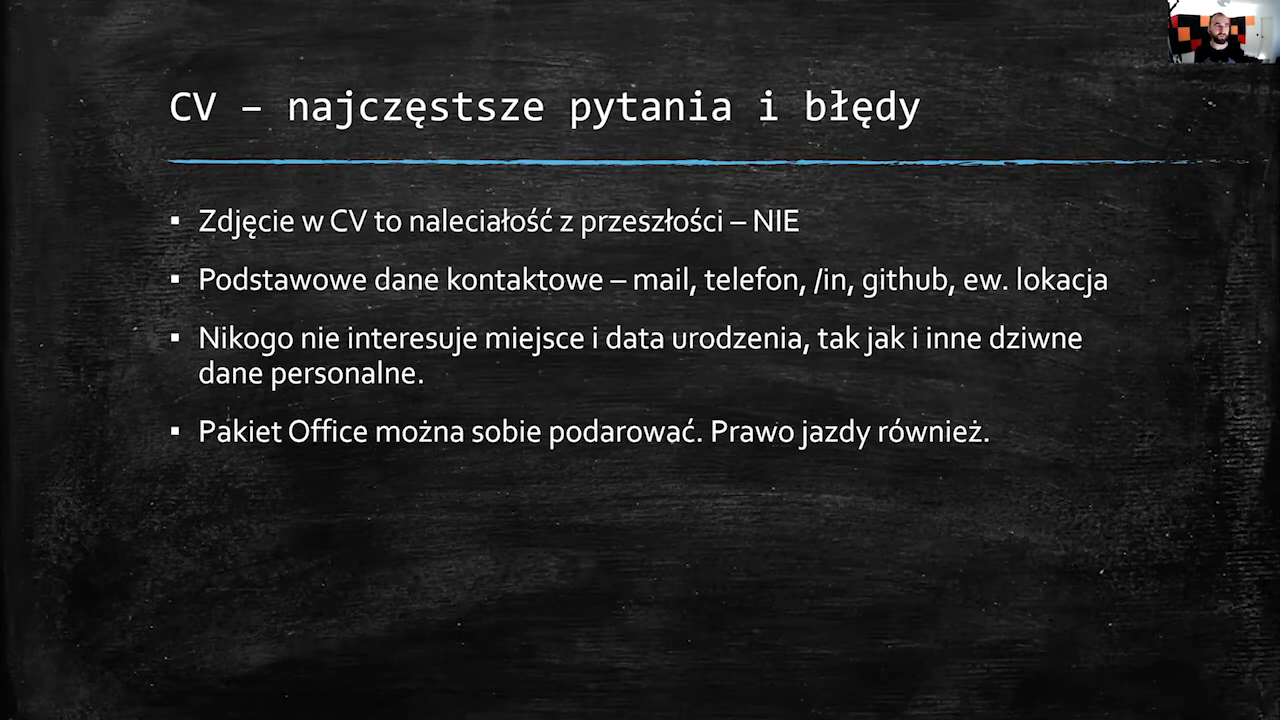 CV – najczęstsze pytania i błędy
▪ Zdjęcie w CV to naleciałość z przeszłości – NIE
▪ Podstawowe dane kontaktowe – mail, telefon, /in, github, ew. lokacja
▪ Nikogo nie interesuje miejsce i data urodzenia, tak jak i inne dziwne
dane personalne.
▪ Pakiet Office można sobie podarować. Prawo jazdy również.